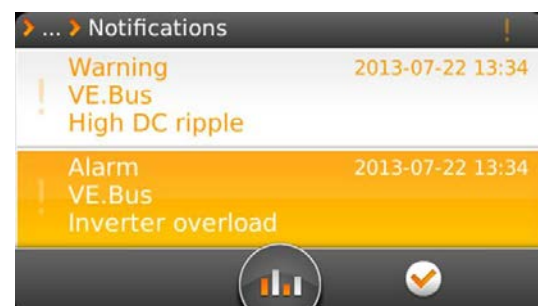 ... Notifications
Warning 2013-07-22 13:34
VE.Bus
High DC ripple
Alarm 2013-07-22 13:34
VE.Bus
Inverter overload